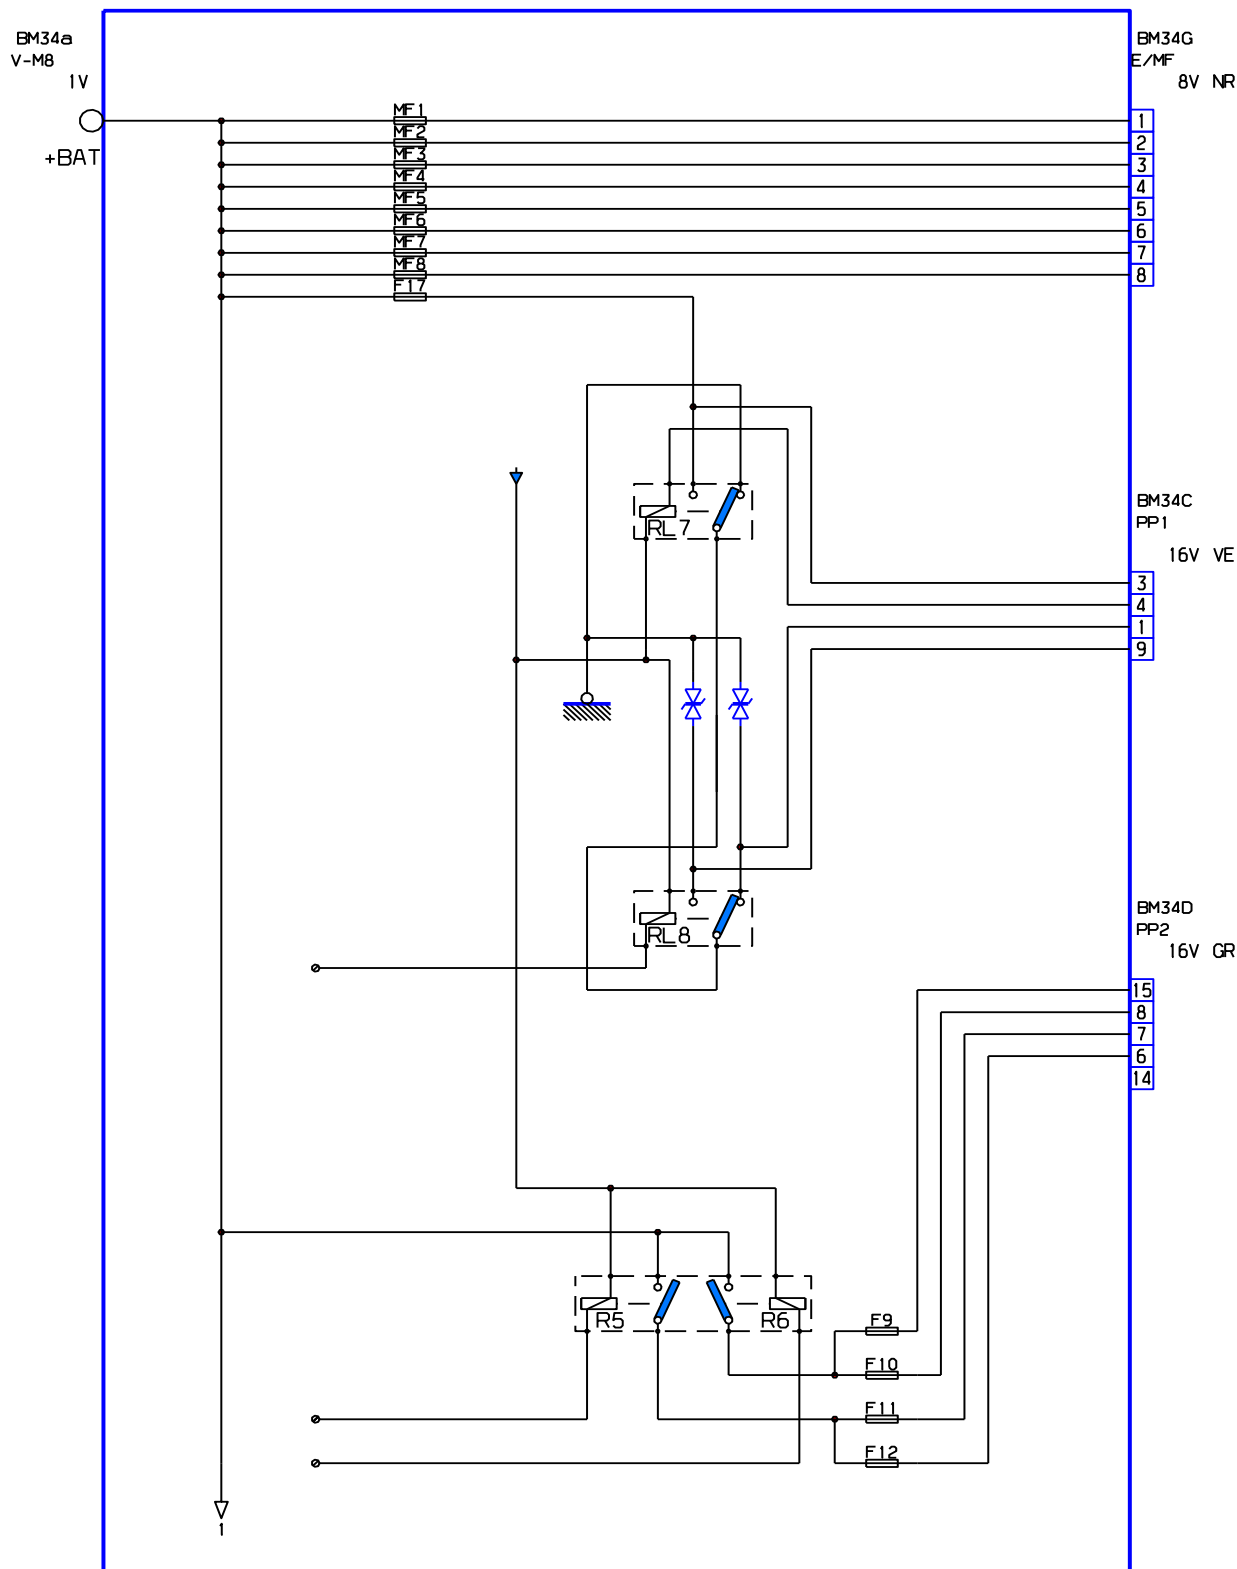 BM34a
V-M8
1V
+BAT
BM34G
E/MF
8V NR
MF1
1
MF2
2
MF3
3
MF4
4
MF5
5
MF6
6
MF7
7
MF8
8
F17
RL7
BM34C
PP1
16V VE
3
4
1
9
RL8
BM34D
PP2
16V GR
15
8
7
6
14
R5
R6
F9
F10
F11
F12
1